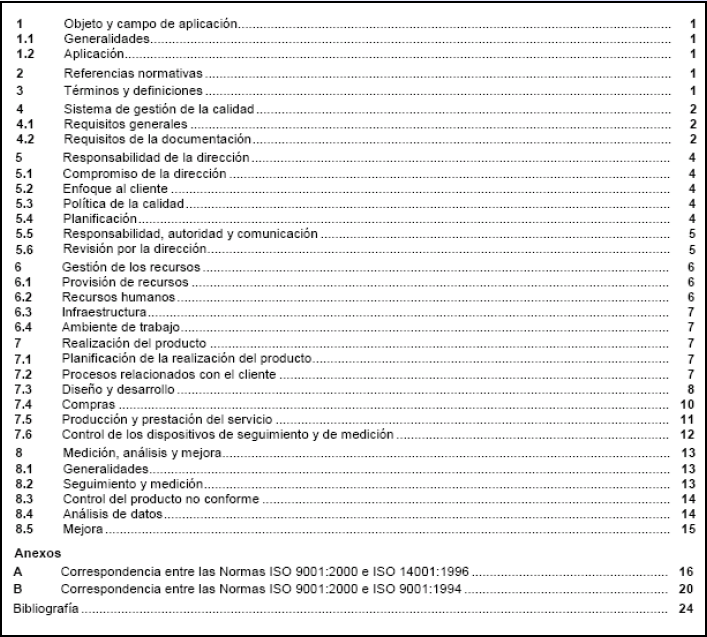 1 Objeto y campo de aplicación 1
1.1 Generalidades 1
1.2 Aplicación 1
2 Referencias normativas 1
3 Términos y definiciones 1
4 Sistema de gestión de la calidad 2
4.1 Requisitos generales 2
4.2 Requisitos de la documentación 2
5 Responsabilidad de la dirección 4
5.1 Compromiso de la dirección 4
5.2 Enfoque al cliente 4
5.3 Política de la calidad 4
5.4 Planificación 4
5.5 Responsabilidad, autoridad y comunicación 5
5.6 Revisión por la dirección 5
6 Gestión de los recursos 6
6.1 Provisión de recursos 6
6.2 Recursos humanos 6
6.3 Infraestructura 7
6.4 Ambiente de trabajo 7
7 Realización del producto 7
7.1 Planificación de la realización del producto 7
7.2 Procesos relacionados con el cliente 7
7.3 Diseño y desarrollo 8
7.4 Compras 10
7.5 Producción y prestación del servicio 11
7.6 Control de los dispositivos de seguimiento y de medición 12
8 Medición, análisis y mejora 13
8.1 Generalidades 13
8.2 Seguimiento y medición 13
8.3 Control del producto no conforme 14
8.4 Análisis de datos 14
8.5 Mejora 15
Anexos
A Correspondencia entre las Normas ISO 9001:2000 e ISO 14001:1996 16
B Correspondencia entre las Normas ISO 9001:2000 e ISO 9001:1994 20
Bibliografía 24